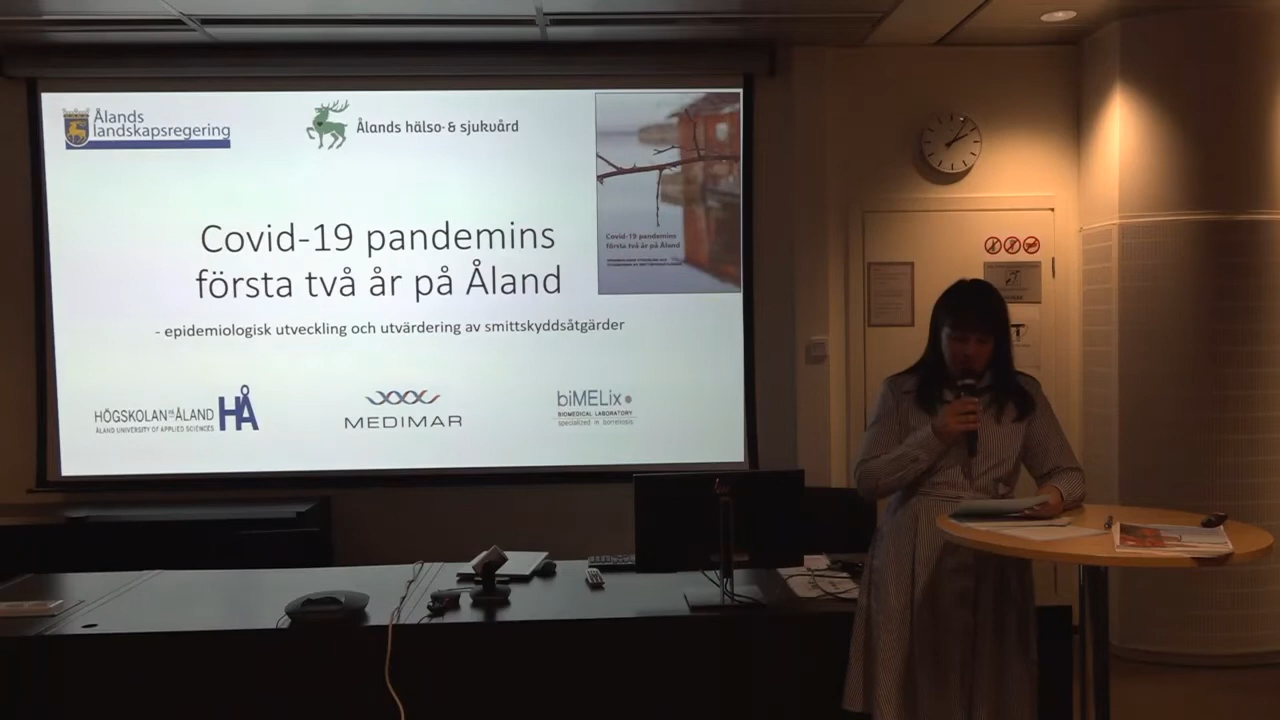 Ålands
landskapsregering
Ålands hälso- & sjukvård
Covid-19 pandemins
första två år på Åland
Covid-19 pandemins
första två år på Åland
- epidemiologisk utveckling och utvärdering av smittskyddsåtgärder
HÖGSKOLAN PÅ ÅLAND HÅ
ÅLAND UNIVERSITY OF APPLIED SCIENCES
MEDIMAR
biMELix
BIOMEDICAL LABORATORY
specialized in borreliosis